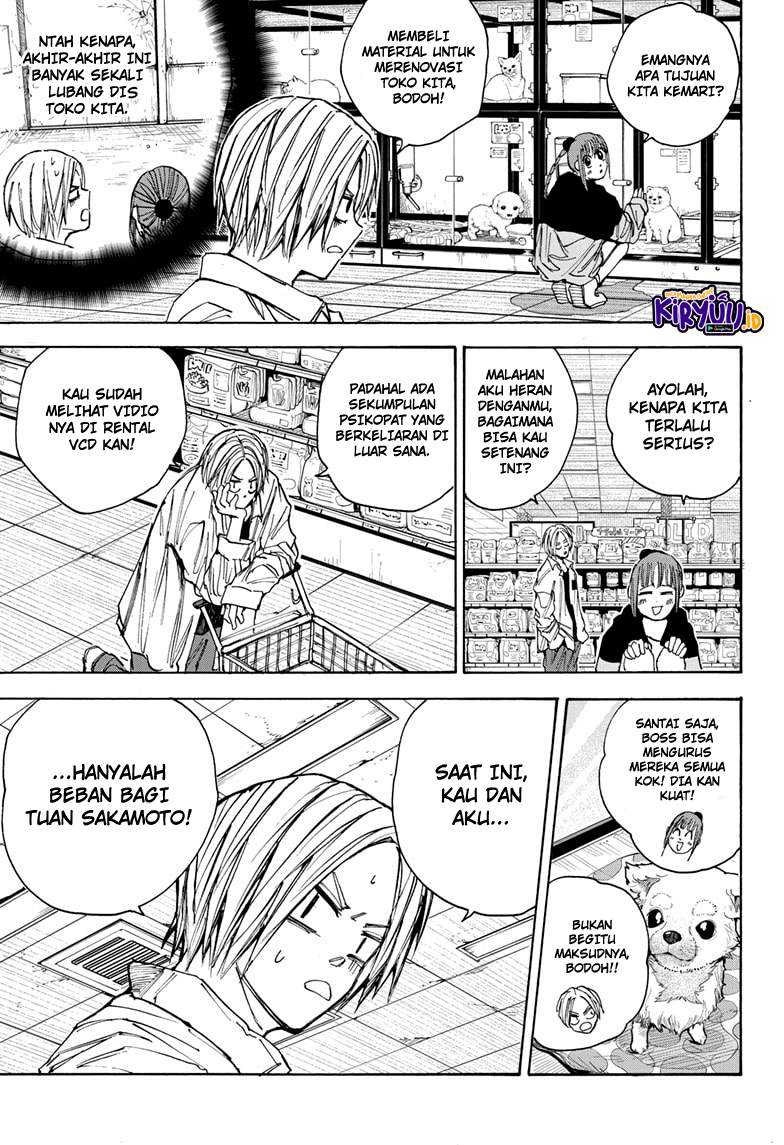 EMANGNYA
APA TUJUAN
KITA KEMARI?
MEMBELI
MATERIAL UNTUK
MERENOVASI
TOKO KITA,
BODOH!
NTAH KENAPA,
AKHIR-AKHIR INI
BANYAK SEKALI
LUBANG DIS
TOKO KITA.
KIRYUU.ID
AYOLAH,
KENAPA KITA
TERLALU
SERIUS?
MALAHAN
AKU HERAN
DENGANMU,
BAGAIMANA
BISA KAU
SETENANG
INI?
PADAHAL ADA
SEKUMPULAN
PSIKOPAT YANG
BERKELIARAN DI
LUAR SANA.
KAU SUDAH
MELIHAT VIDIO
NYA DI RENTAL
VCD KAN!
SANTAI SAJA,
BOSS BISA
MENGURUS
MEREKA SEMUA
KOK! DIA KAN
KUAT!
BUKAN
BEGITU
MAKSUDNYA,
BODOH!!
SAAT INI,
KAU DAN
AKU...
...HANYALAH
BEBAN BAGI
TUAN SAKAMOTO!